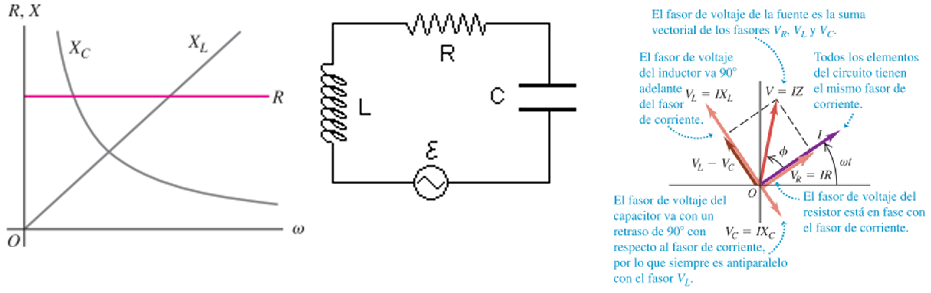 R, X
X_C
X_L
R
O
ω
R
L
C
ε
El fasor de voltaje de la fuente es la suma
vectorial de los fasores V_R, V_L y V_C.
El fasor de voltaje
del inductor va 90°
adelante
del fasor
de corriente.
Todos los elementos
del circuito tienen
el mismo fasor de
corriente.
V_L = IX_L
V = IZ
I
ϕ
ωt
V_L – V_C
V_R = IR
O
V_C = IX_C
El fasor de voltaje del
capacitor va con un
retraso de 90° con
respecto al fasor de corriente,
por lo que siempre es antiparalelo
con el fasor V_L.
El fasor de voltaje del
resistor está en fase con
el fasor de corriente.